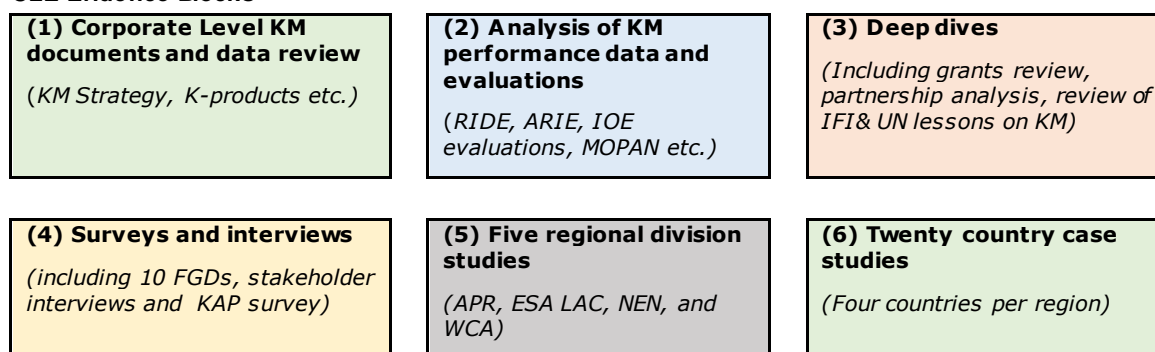 (1) Corporate Level KM
documents and data review
(KM Strategy, K-products etc.)
(2) Analysis of KM
performance data and
evaluations
(RIDE, ARIE, IOE
evaluations, MOPAN etc.)
(3) Deep dives
(Including grants review,
partnership analysis, review of
IFI& UN lessons on KM)
(4) Surveys and interviews
(including 10 FGDs, stakeholder
interviews and KAP survey)
(5) Five regional division
studies
(APR, ESA LAC, NEN, and
WCA)
(6) Twenty country case
studies
(Four countries per region)